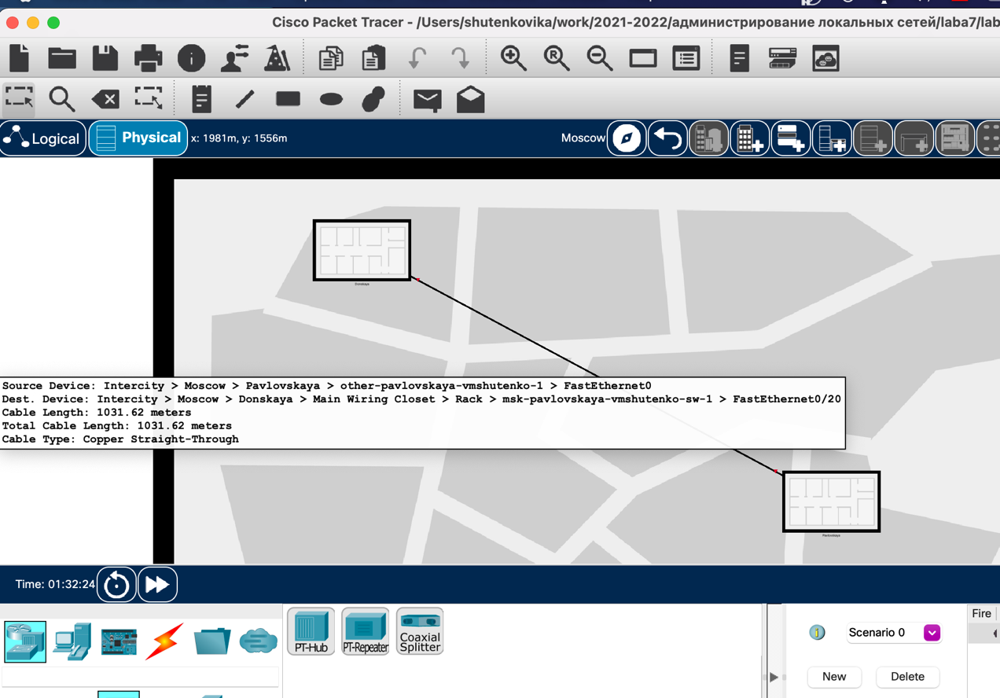 Cisco Packet Tracer - /Users/shutenkovika/work/2021-2022/администрирование локальных сетей/laba7/lab
Logical
Physical
x: 1981m, y: 1556m
Moscow
Donskaya
Source Device: Intercity > Moscow > Pavlovskaya > other-pavlovskaya-vmshutenko-1 > FastEthernet0
Dest. Device: Intercity > Moscow > Donskaya > Main Wiring Closet > Rack > msk-pavlovskaya-vmshutenko-sw-1 > FastEthernet0/20
Cable Length: 1031.62 meters
Total Cable Length: 1031.62 meters
Cable Type: Copper Straight-Through
Pavlovskaya
Time: 01:32:24
PT-Hub
PT-Repeater
Coaxial
Splitter
Scenario 0
Fire
New
Delete